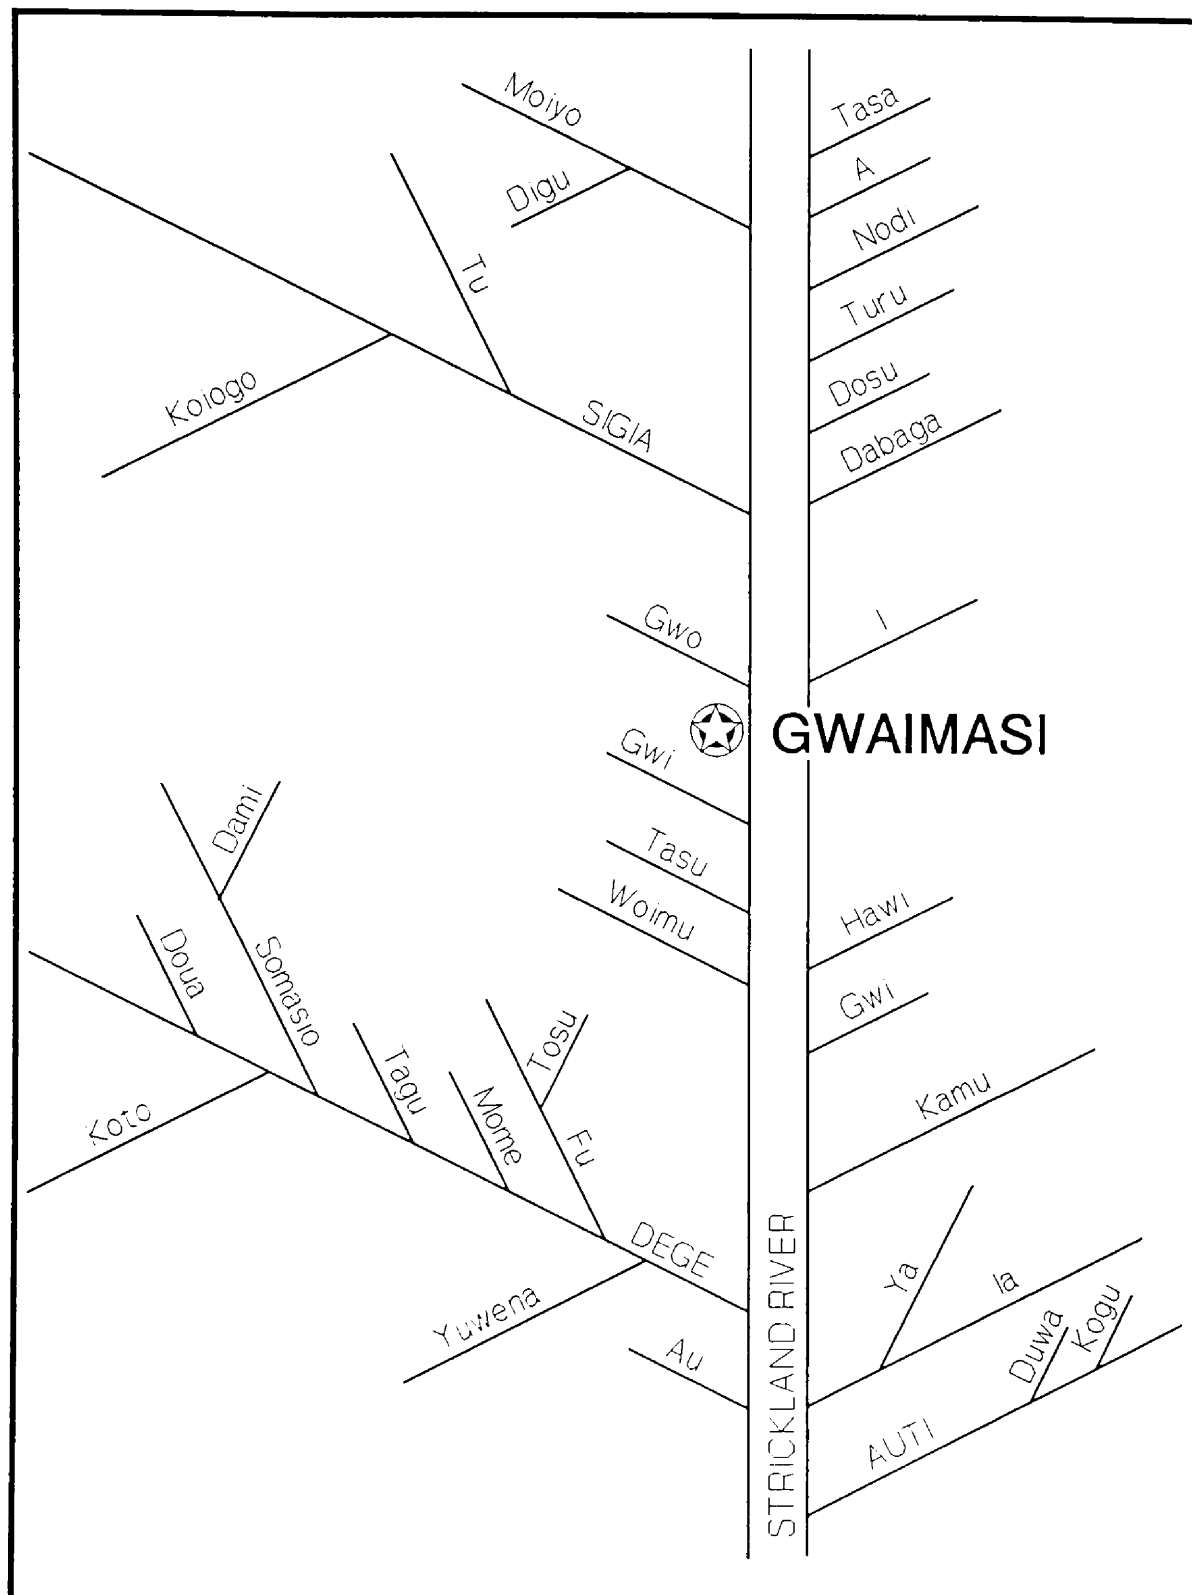 Moiyo
Tasa
A
Digu
Nodi
Tu
Turu
Koiogo
Dosu
SIGIA
Dabaga
Gwo
I
GWAIMASI
Gwi
Dami
Tasu
Woimu
Hawi
Doua
Somasio
Gwi
Tosu
Tagu
Mome
Fu
Kamu
Koto
DEGE
STRICKLAND RIVER
Ya
Ia
Yuwena
Au
Duwa
Kogu
AUTI